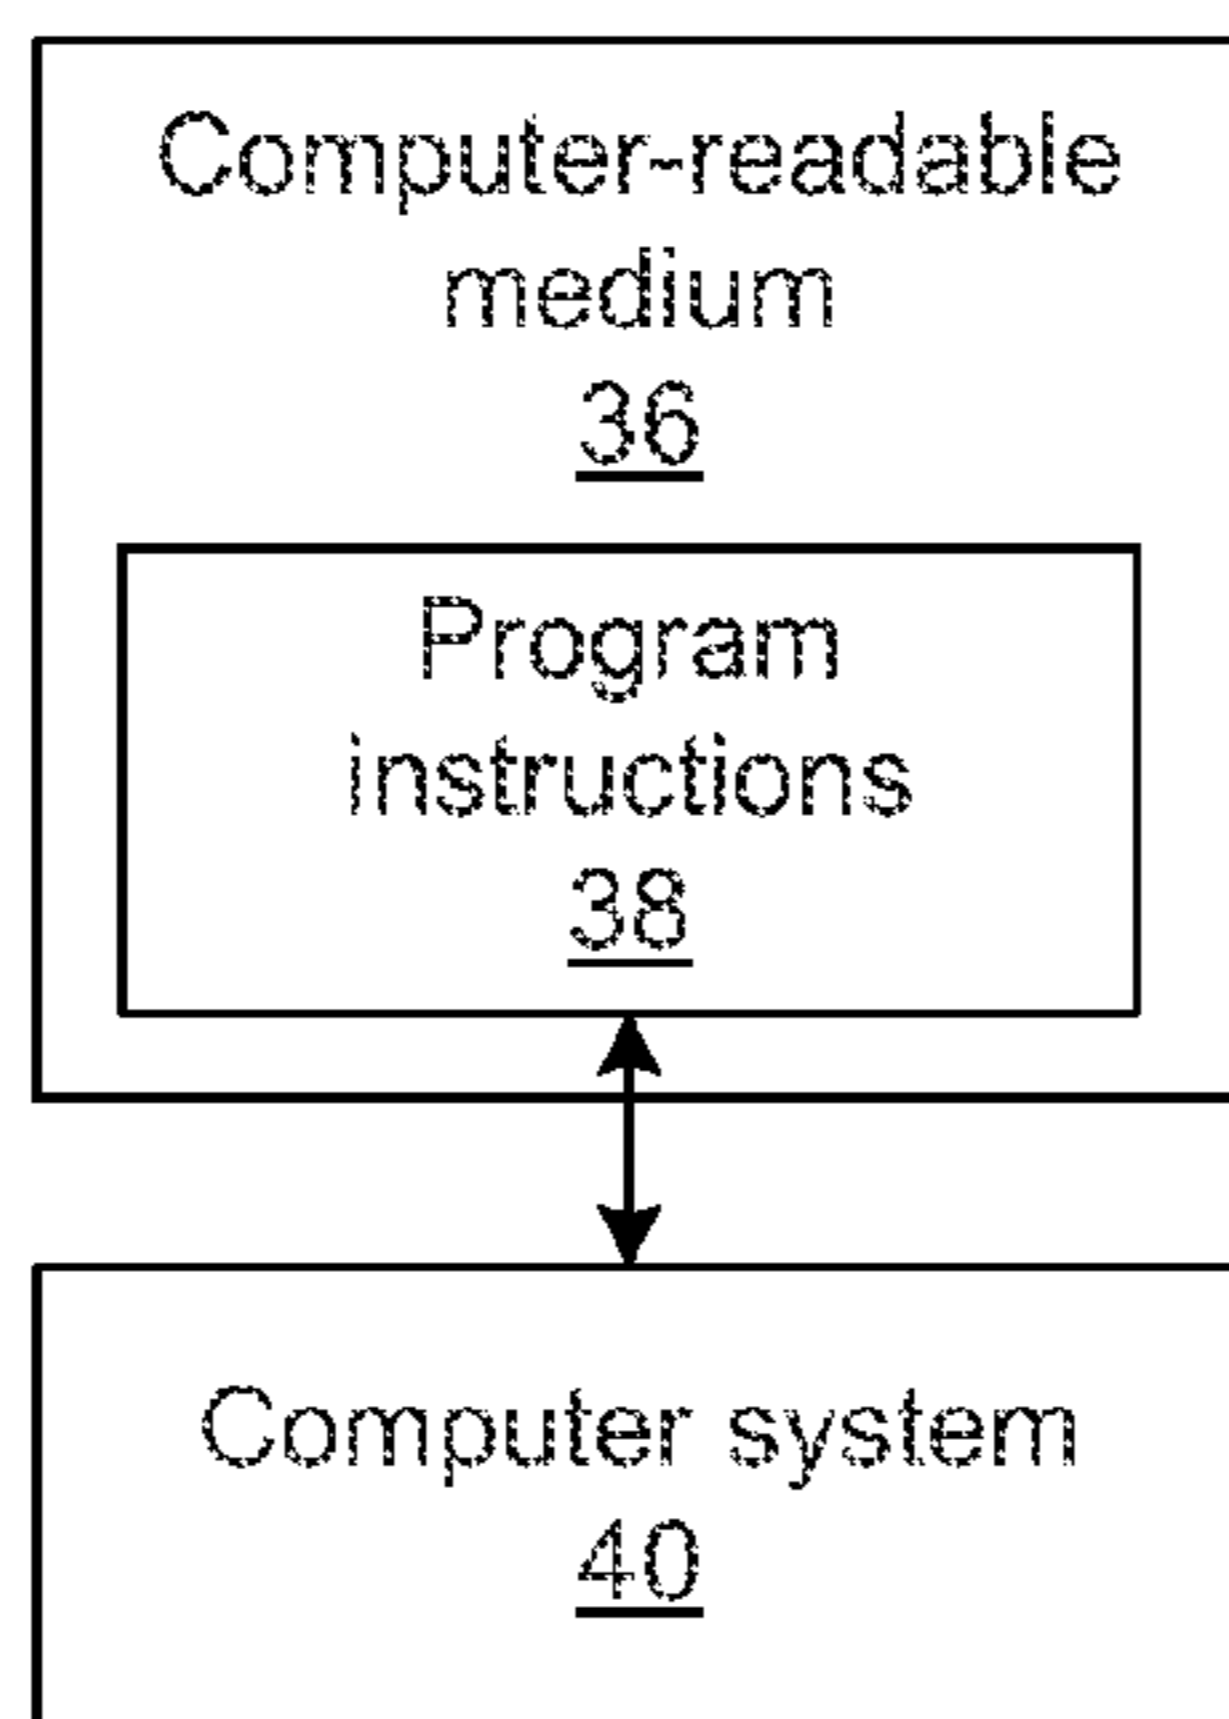 Computer-readable
medium
36
Program
instructions
38
Computer system
40